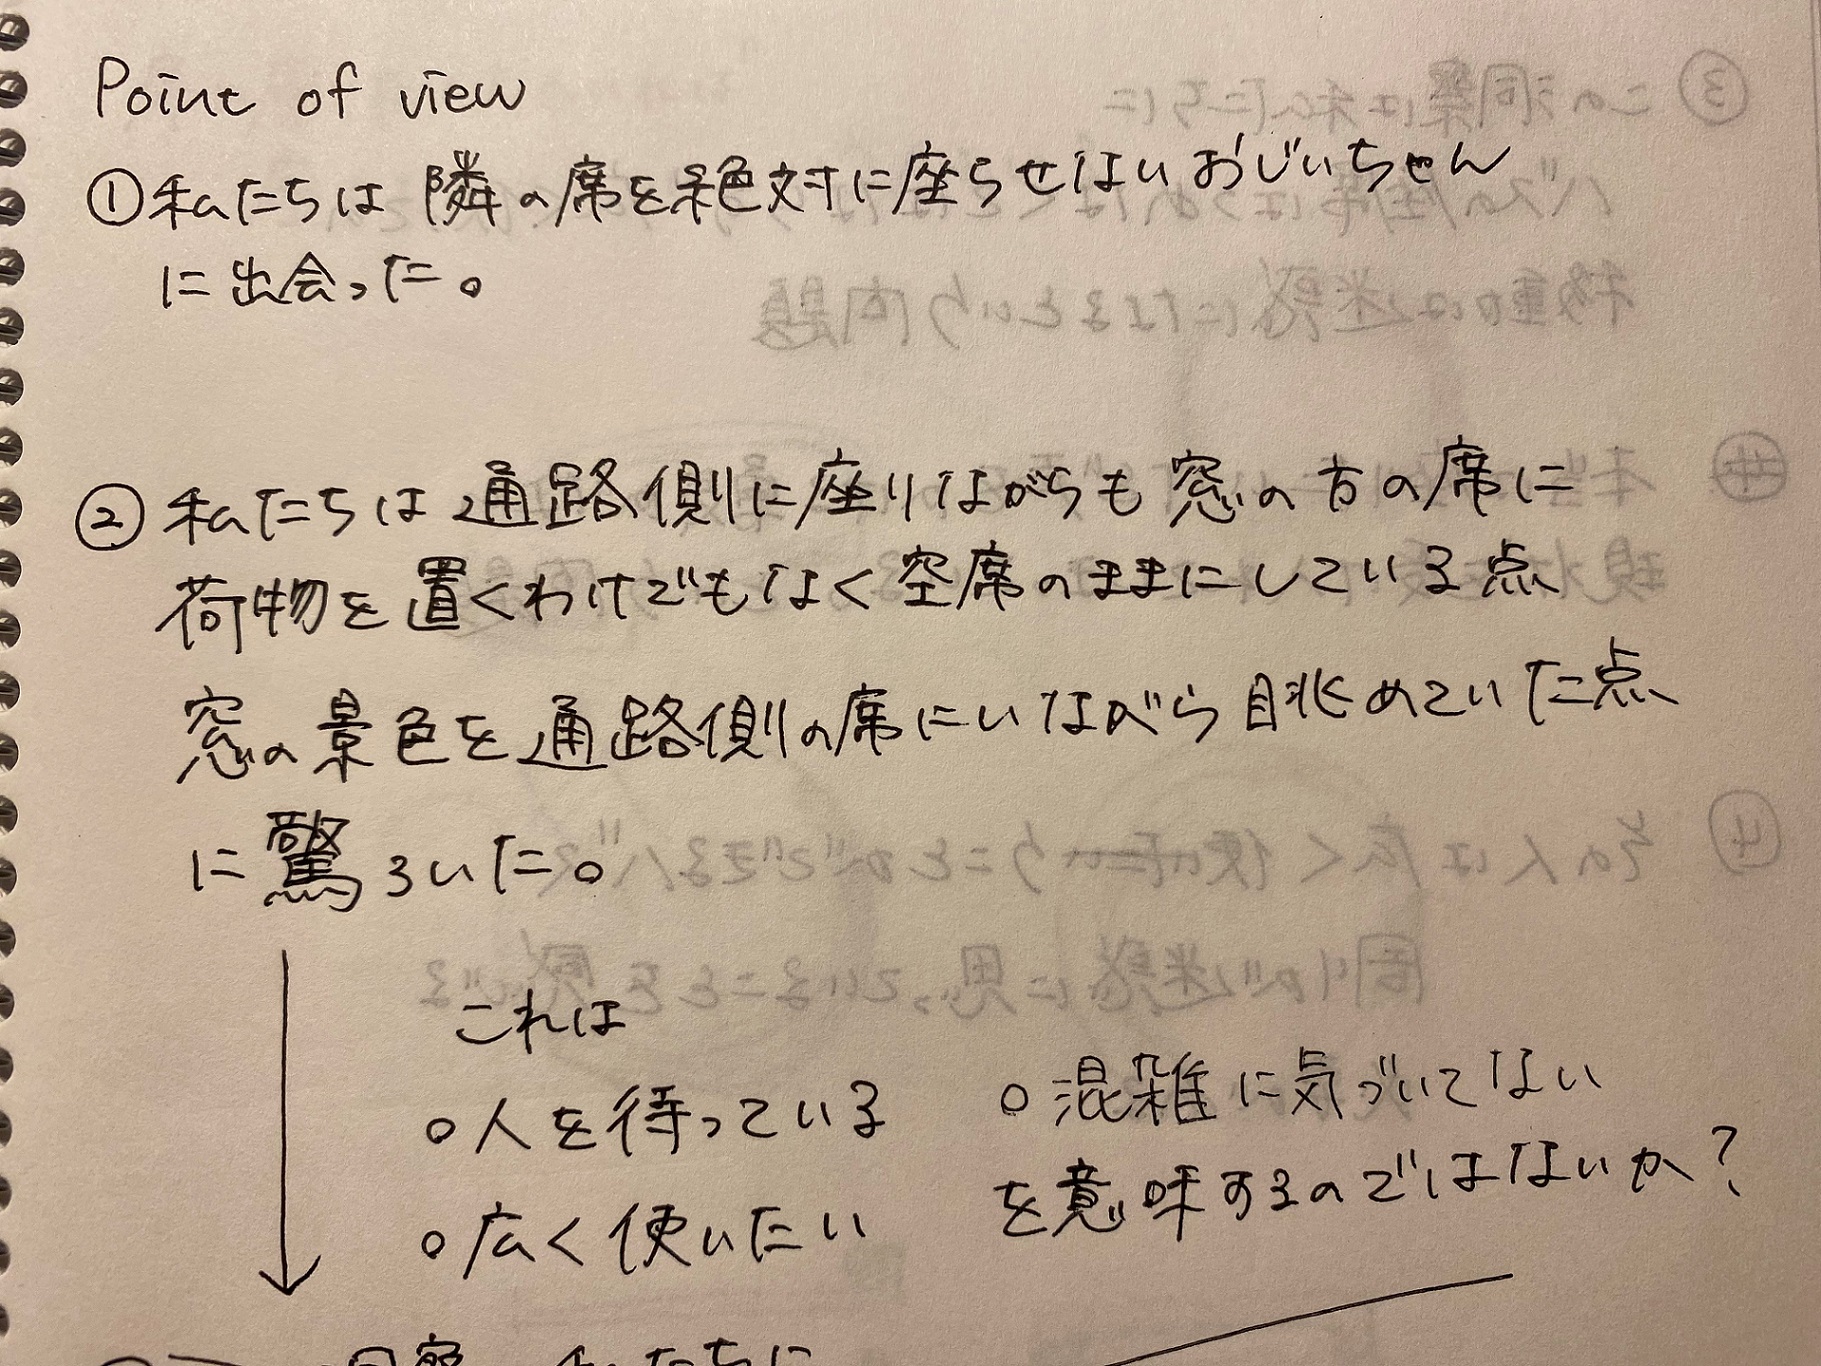 Point of view
①私たちは隣の席を絶対に座らせないおじいちゃん
に出会った。
②私たちは通路側に座りながらも窓の方の席に
荷物を置くわけでもなく空席のままにしている点
窓の景色を通路側の席にいながら眺めていた点
に驚ろいた。
これは
○人を待っている
○広く使いたい
○混雑に気づいてない
を意味するのではないか?
私たちに